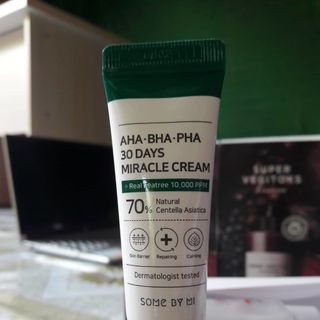 AHA·BHA·PHA
30 DAYS
MIRACLE CREAM
+ Real Teatree 10,000 PPM
70% Natural
Centella Asiatica
Skin Barrier Repairing Calming
Dermatologist tested
SOME BY MI
SUPER
VEGITOKS